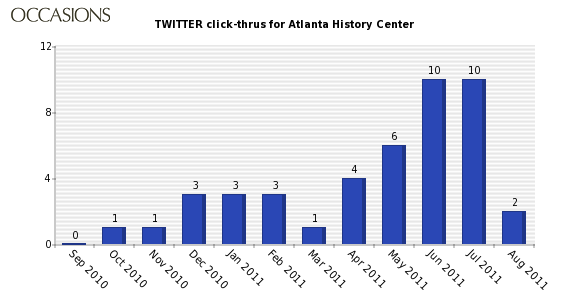 OCCASIONS
TWITTER click-thrus for Atlanta History Center
12
8
4
0
0
1
1
3
3
3
1
4
6
10
10
2
Sep 2010
Oct 2010
Nov 2010
Dec 2010
Jan 2011
Feb 2011
Mar 2011
Apr 2011
May 2011
Jun 2011
Jul 2011
Aug 2011